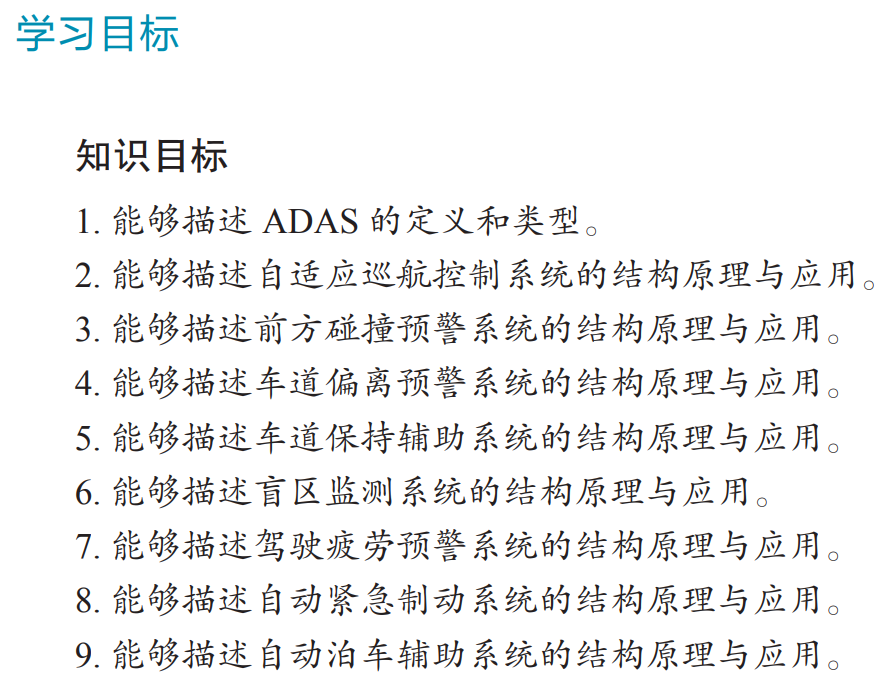 学习目标
知识目标
1. 能够描述 ADAS 的定义和类型。
2. 能够描述自适应巡航控制系统的结构原理与应用。
3. 能够描述前方碰撞预警系统的结构原理与应用。
4. 能够描述车道偏离预警系统的结构原理与应用。
5. 能够描述车道保持辅助系统的结构原理与应用。
6. 能够描述盲区监测系统的结构原理与应用。
7. 能够描述驾驶疲劳预警系统的结构原理与应用。
8. 能够描述自动紧急制动系统的结构原理与应用。
9. 能够描述自动泊车辅助系统的结构原理与应用。